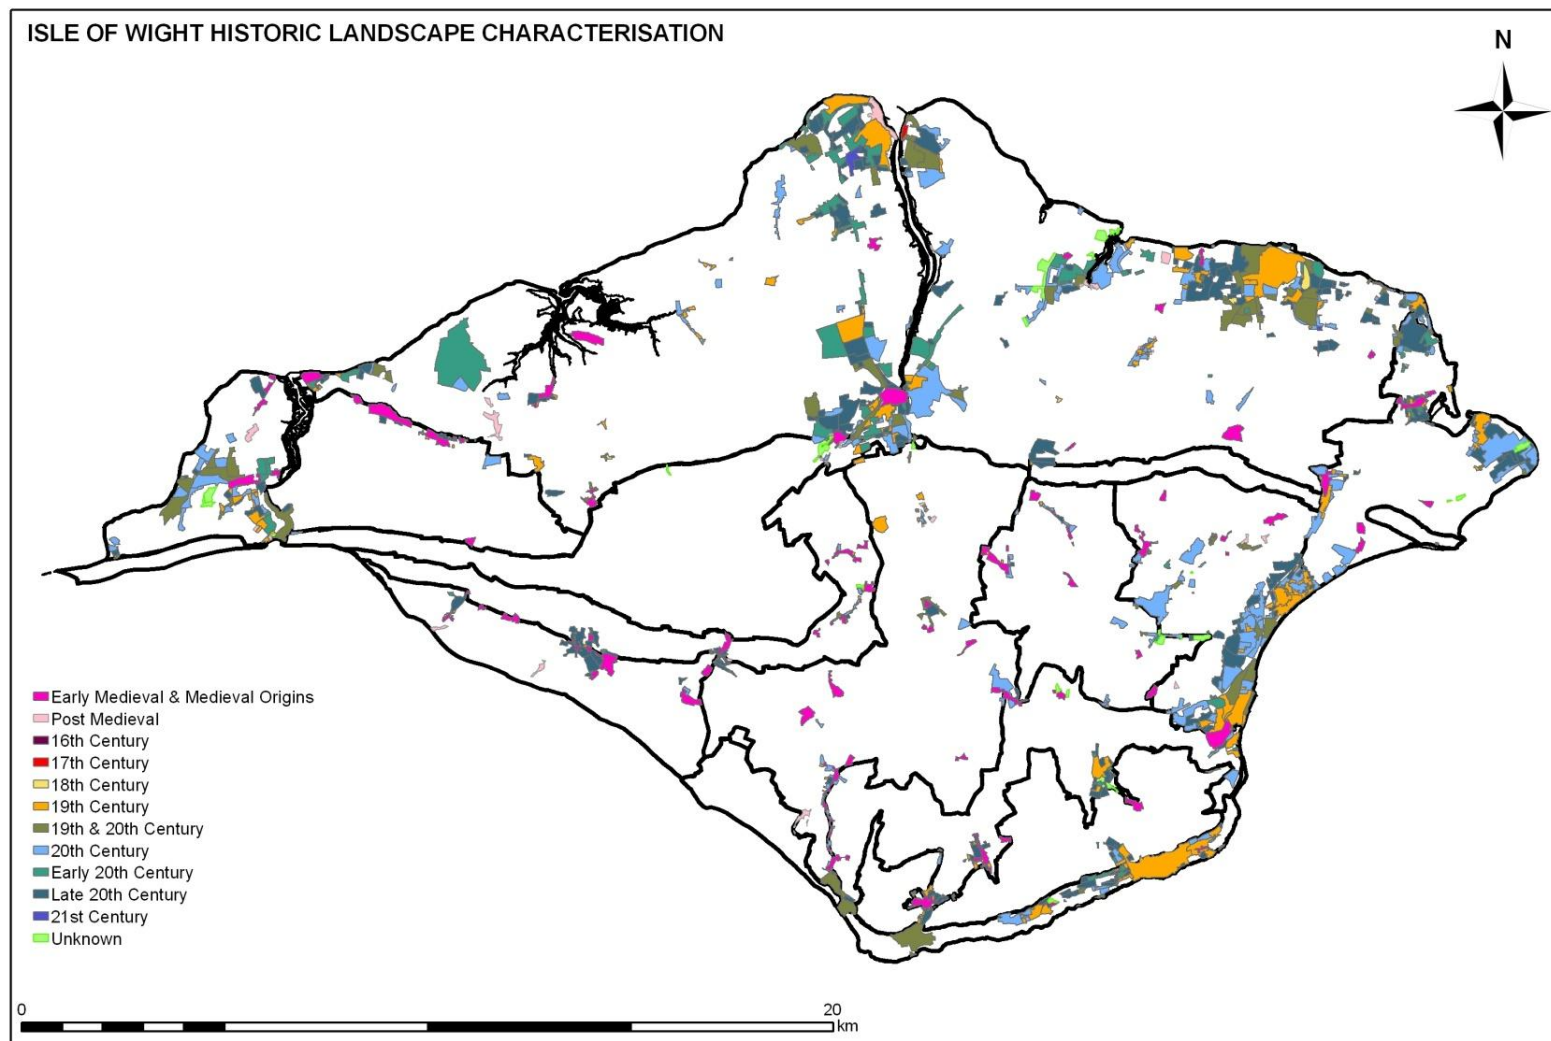 ISLE OF WIGHT HISTORIC LANDSCAPE CHARACTERISATION
N
Early Medieval & Medieval Origins
Post Medieval
16th Century
17th Century
18th Century
19th Century
19th & 20th Century
20th Century
Early 20th Century
Late 20th Century
21st Century
Unknown
0 20
km